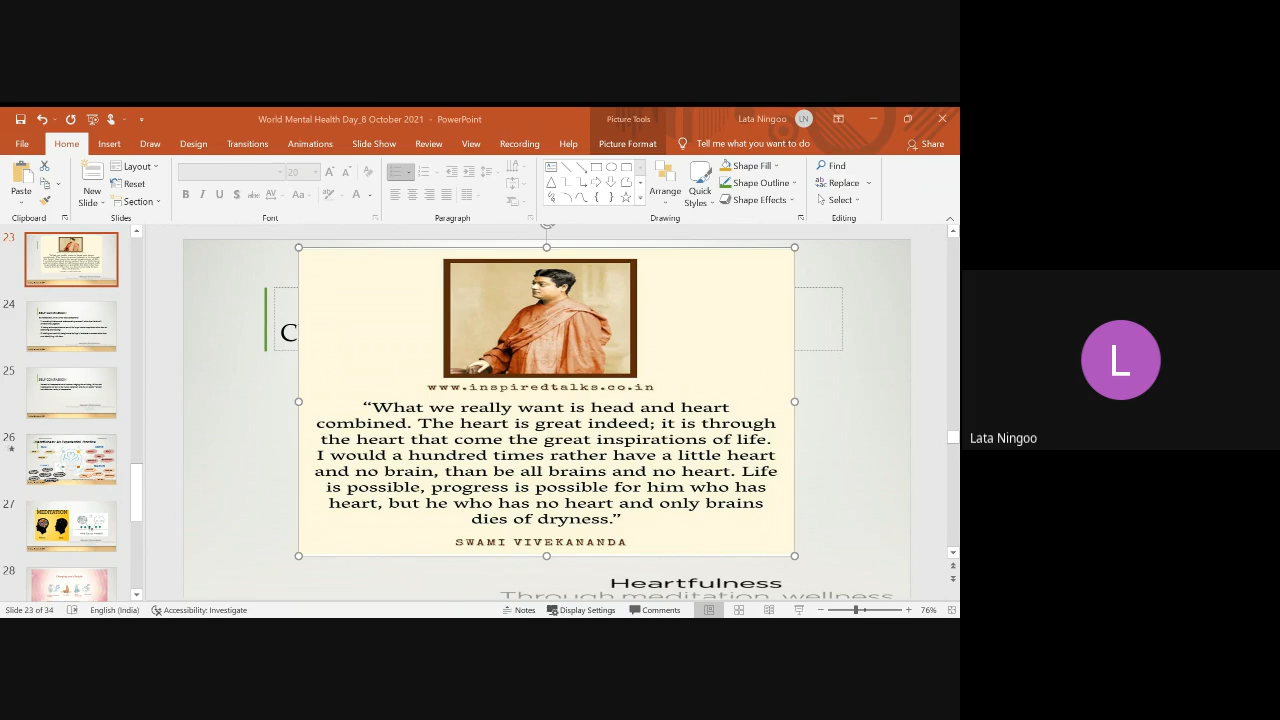 World Mental Health Day_8 October 2021 - PowerPoint
Picture Tools
Lata Ningoo
LN
File
Home
Insert
Draw
Design
Transitions
Animations
Slide Show
Review
View
Recording
Help
Picture Format
Tell me what you want to do
Share
Paste
New
Slide
Layout
Reset
Section
20
Arrange
Quick
Styles
Shape Fill
Shape Outline
Shape Effects
Find
Replace
Select
Clipboard
Slides
Font
Paragraph
Drawing
Editing
23
24
25
26
27
MEDITATION
28
C
www.inspiredtalks.co.in
“What we really want is head and heart
combined. The heart is great indeed; it is through
the heart that come the great inspirations of life.
I would a hundred times rather have a little heart
and no brain, than be all brains and no heart. Life
is possible, progress is possible for him who has
heart, but he who has no heart and only brains
dies of dryness.”
SWAMI VIVEKANANDA
Heartfulness
Through meditation, wellness
Slide 23 of 34
English (India)
Accessibility: Investigate
Notes
Display Settings
Comments
76%
L
Lata Ningoo